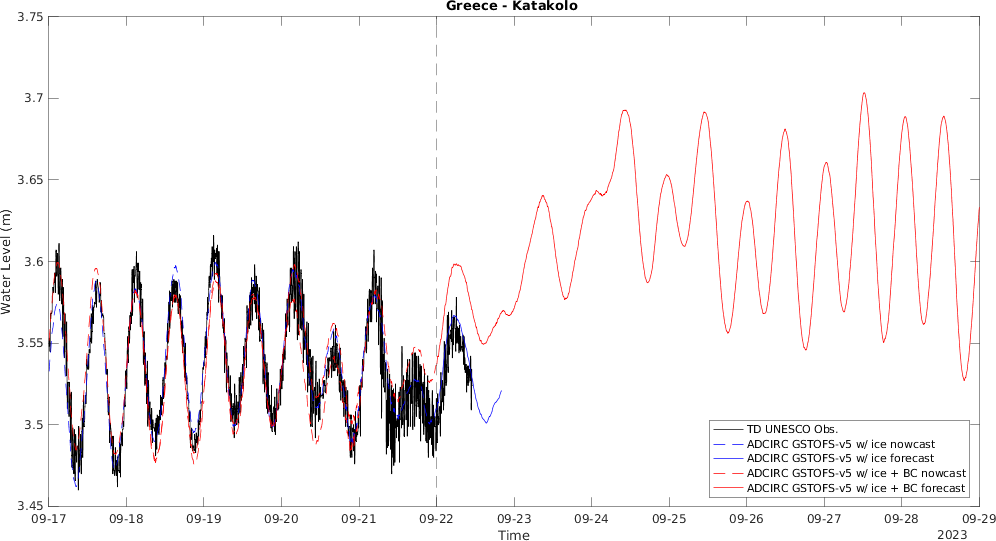 Greece - Katakolo
3.75
3.7
3.65
3.6
3.55
3.5
3.45
Water Level (m)
TD UNESCO Obs.
ADCIRC GSTOFS-v5 w/ ice nowcast
ADCIRC GSTOFS-v5 w/ ice forecast
ADCIRC GSTOFS-v5 w/ ice + BC nowcast
ADCIRC GSTOFS-v5 w/ ice + BC forecast
09-17 09-18 09-19 09-20 09-21 09-22 09-23 09-24 09-25 09-26 09-27 09-28 09-29
Time
2023